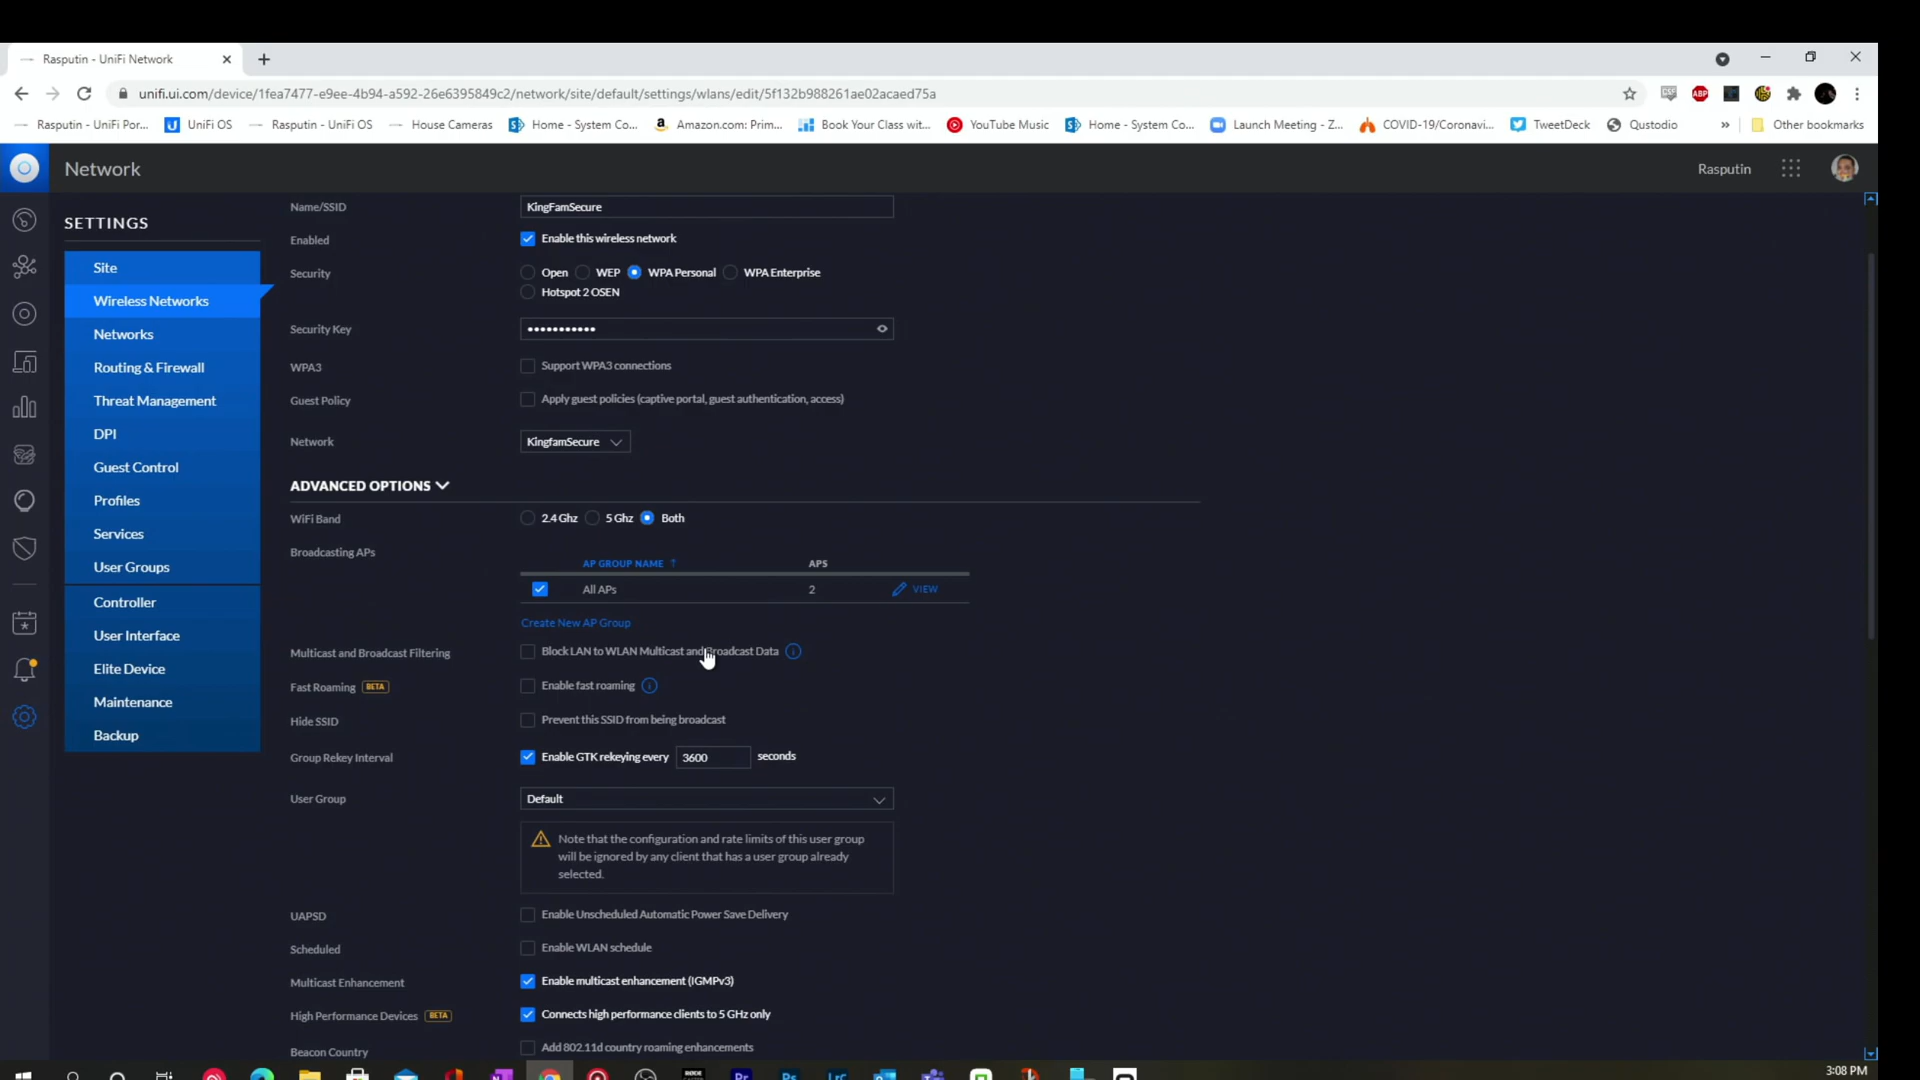 Rasputin - UniFi Network
unifi.ui.com/device/1fea7477-e9ee-4b94-a592-26e6395849c2/network/site/default/settings/wlans/edit/5f132b988261ae02acaed75a
ABP
Rasputin - UniFi Por...
UniFi OS
Rasputin - UniFi OS
House Cameras
Home - System Co...
Amazon.com: Prim...
Book Your Class wit...
YouTube Music
Home - System Co...
Launch Meeting - Z...
COVID-19/Coronavi...
TweetDeck
Qustodio
»
Other bookmarks
Network
Rasputin
SETTINGS
Site
Wireless Networks
Networks
Routing & Firewall
Threat Management
DPI
Guest Control
Profiles
Services
User Groups
Controller
User Interface
Elite Device
Maintenance
Backup
Name/SSID
KingFamSecure
Enabled
Enable this wireless network
Security
Open WEP WPA Personal WPA Enterprise
Hotspot 2 OSEN
Security Key
•••••••••••
WPA3
Support WPA3 connections
Guest Policy
Apply guest policies (captive portal, guest authentication, access)
Network
KingfamSecure
ADVANCED OPTIONS
WiFi Band
2.4 Ghz 5 Ghz Both
Broadcasting APs
AP GROUP NAME ↑ APS
All APs 2 VIEW
Create New AP Group
Multicast and Broadcast Filtering
Block LAN to WLAN Multicast and Broadcast Data
Fast Roaming BETA
Enable fast roaming
Hide SSID
Prevent this SSID from being broadcast
Group Rekey Interval
Enable GTK rekeying every 3600 seconds
User Group
Default
Note that the configuration and rate limits of this user group
will be ignored by any client that has a user group already
selected.
UAPSD
Enable Unscheduled Automatic Power Save Delivery
Scheduled
Enable WLAN schedule
Multicast Enhancement
Enable multicast enhancement (IGMPv3)
High Performance Devices BETA
Connects high performance clients to 5 GHz only
Beacon Country
Add 802.11d country roaming enhancements
RØDE
Pr
Ps
Lrc
3:08 PM